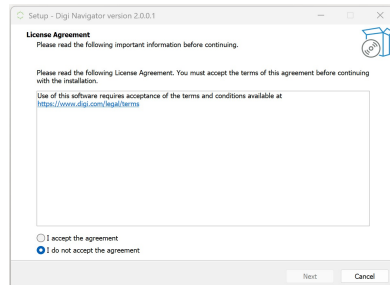 Setup - Digi Navigator version 2.0.0.1
License Agreement
Please read the following important information before continuing.
Please read the following License Agreement. You must accept the terms of this agreement before continuing
with the installation.
Use of this software requires acceptance of the terms and conditions available at
https://www.digi.com/legal/terms
I accept the agreement
I do not accept the agreement
Next
Cancel